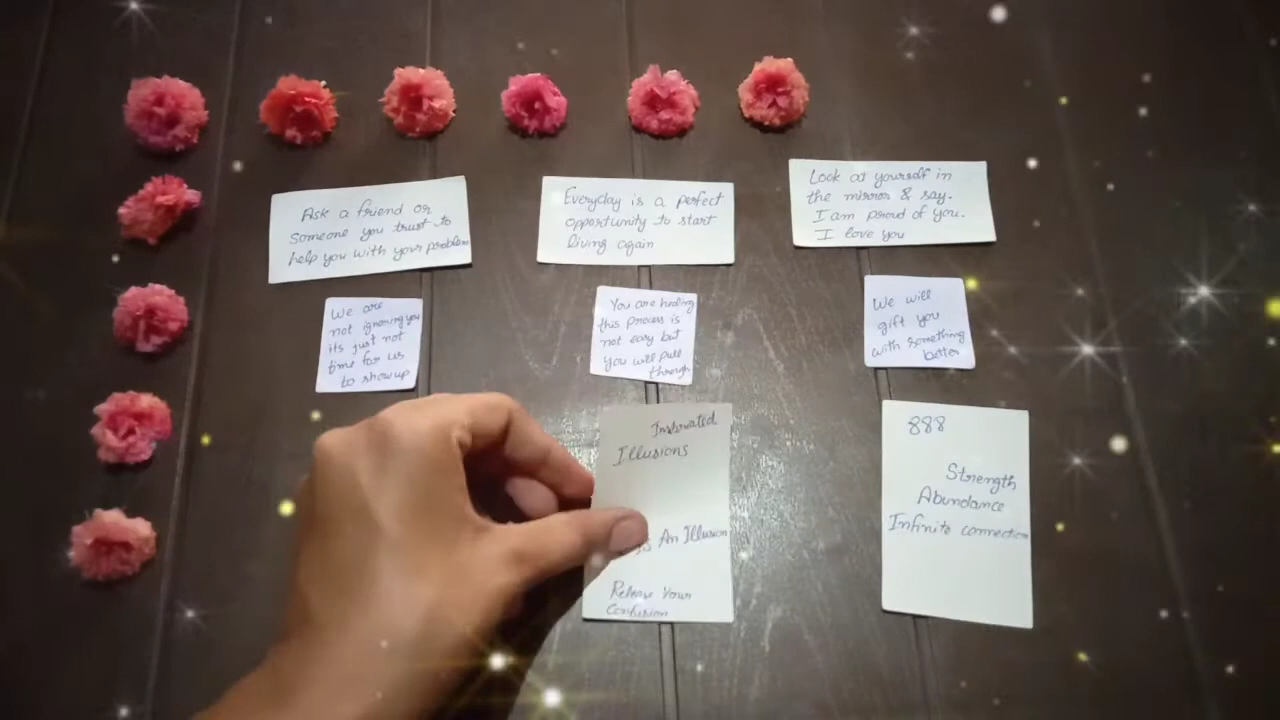 Ask a friend or
someone you trust to
help you with your problem
Everyday is a perfect
opportunity to start
living again
Look at yourself in
the mirror & say.
I am proud of you.
I love you
We are
not ignoring you
its just not
time for us
to show up
You are healing
this process is
not easy but
you will pull
through
We will
gift you
with something
better
Illusions
An Illusion
Release Your
Confusion
888
Strength
Abundance
Infinite connection